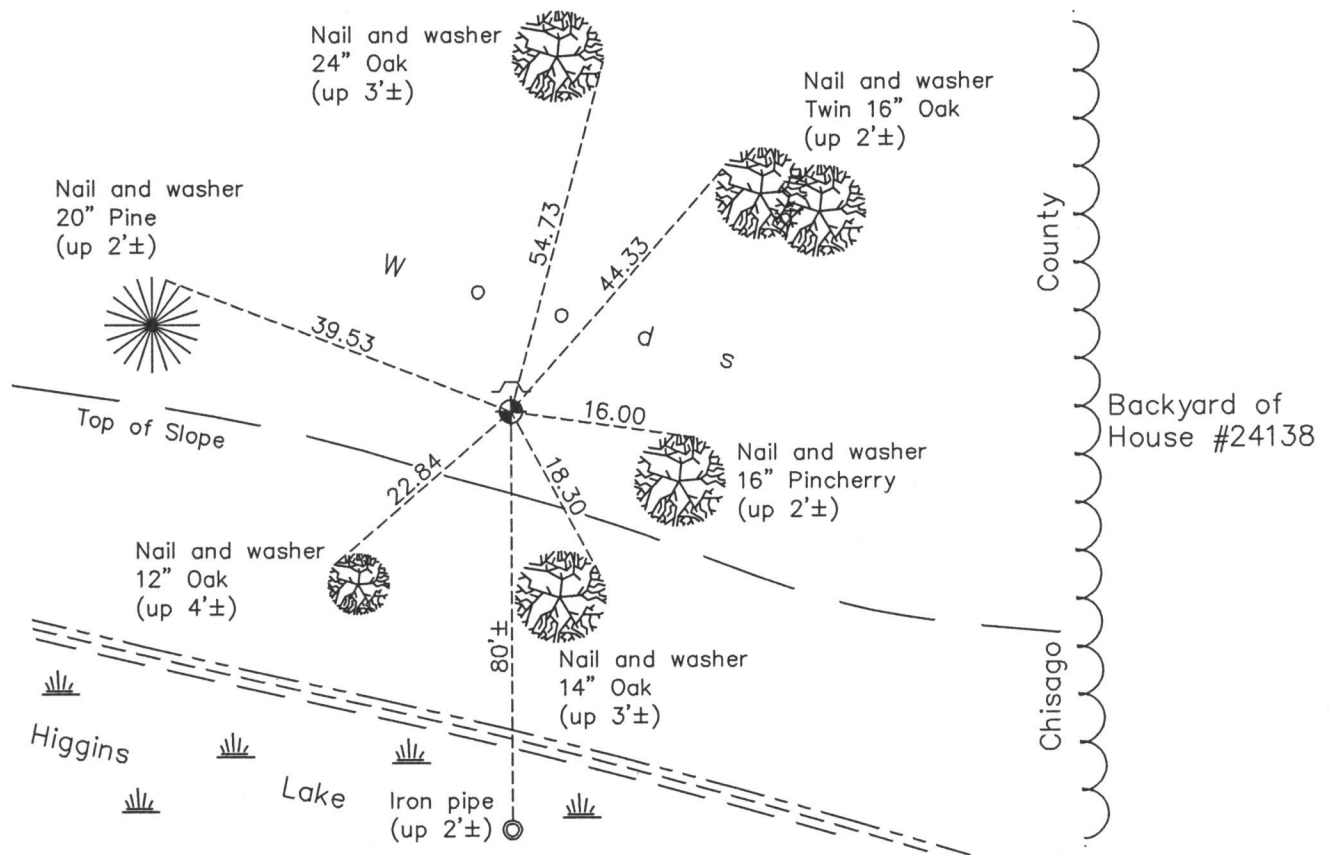 Nail and washer
24" Oak
(up 3'±)
Nail and washer
Twin 16" Oak
(up 2'±)
Nail and washer
20" Pine
(up 2'±)
54.73
44.33
39.53
W o o d s
County
Top of Slope
16.00
Backyard of
House #24138
22.84
18.30
Nail and washer
16" Pincherry
(up 2'±)
Nail and washer
12" Oak
(up 4'±)
80'±
Nail and washer
14" Oak
(up 3'±)
Chisago
Higgins
Lake
Iron pipe
(up 2'±)